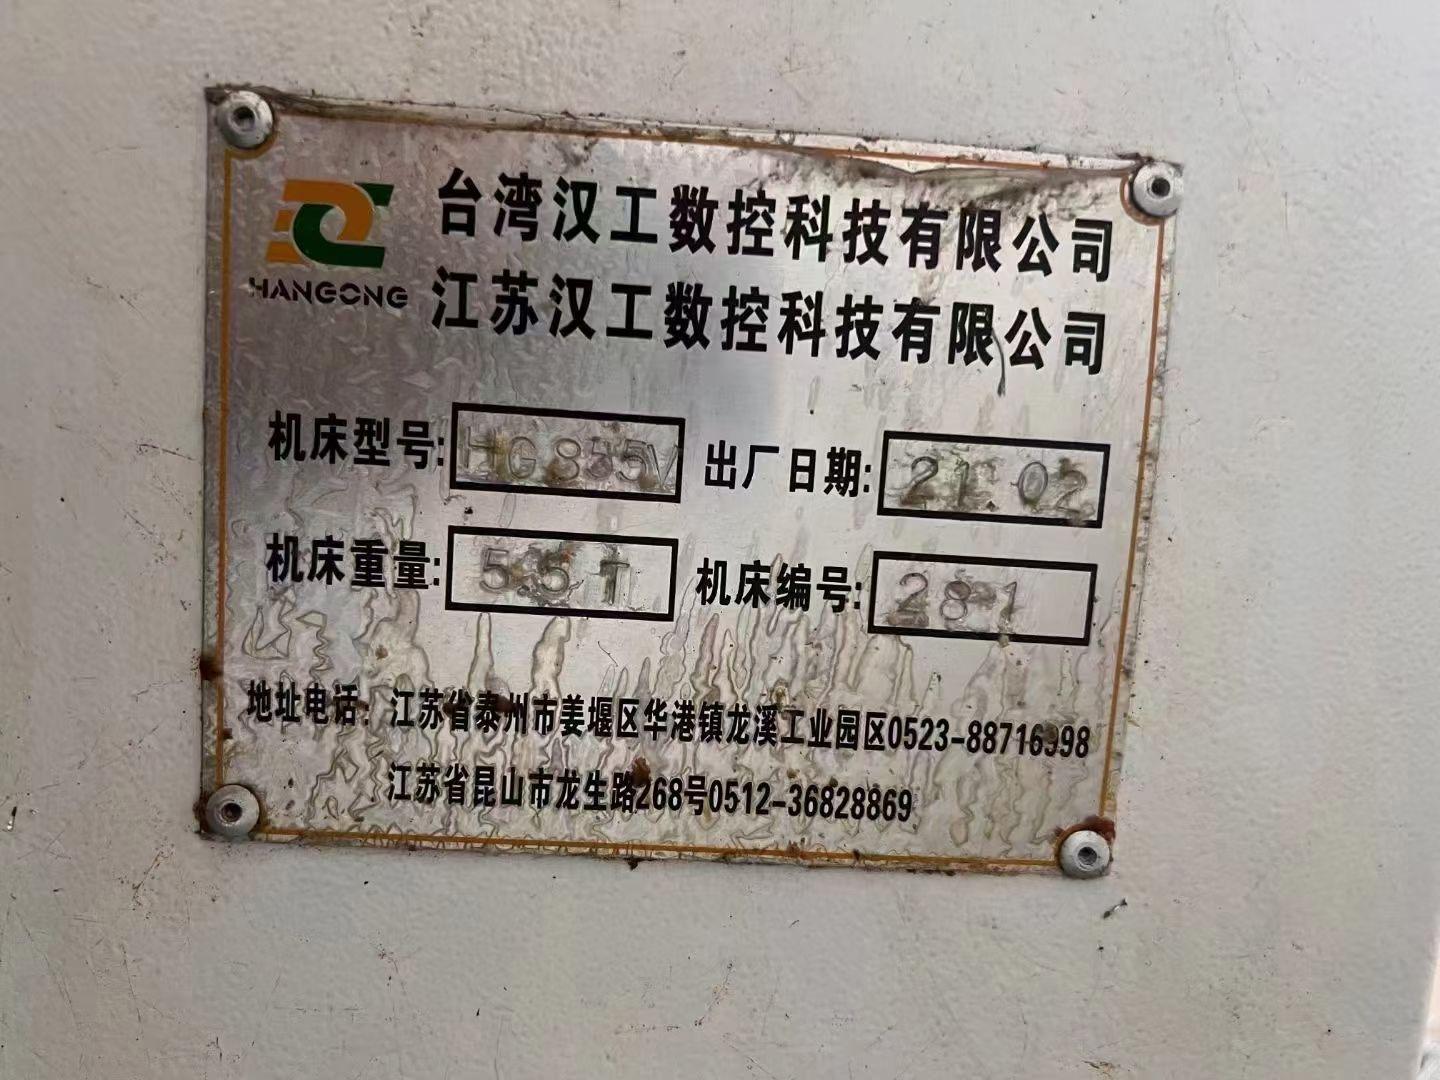 台湾汉工数控科技有限公司
HANGONG
江苏汉工数控科技有限公司
机床型号: 出厂日期: 21 02
机床重量: 5.5T 机床编号: 281
地址电话：江苏省泰州市姜堰区华港镇龙溪工业园区0523-88716998
江苏省昆山市龙生路268号0512-36828869